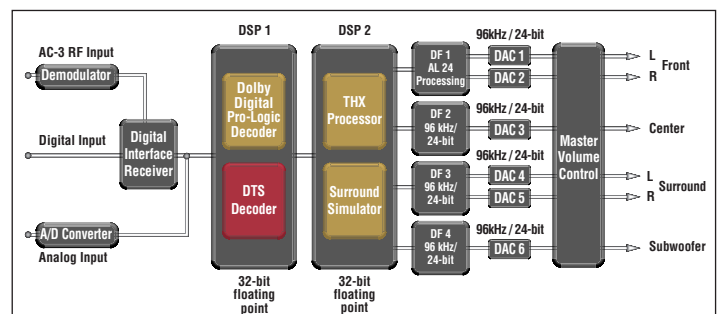 DSP 1
DSP 2
AC-3 RF Input
Demodulator
Digital Input
Digital
Interface
Receiver
A/D Converter
Analog Input
Dolby
Digital
Pro-Logic
Decoder
DTS
Decoder
32-bit
floating
point
THX
Processor
Surround
Simulator
32-bit
floating
point
DF 1
AL 24
Processing
DF 2
96 kHz/
24-bit
DF 3
96 kHz/
24-bit
DF 4
96 kHz/
24-bit
96kHz / 24-bit
DAC 1
DAC 2
96kHz / 24-bit
DAC 3
96kHz / 24-bit
DAC 4
DAC 5
96kHz / 24-bit
DAC 6
Master
Volume
Control
L
Front
R
Center
L
Surround
R
Subwoofer